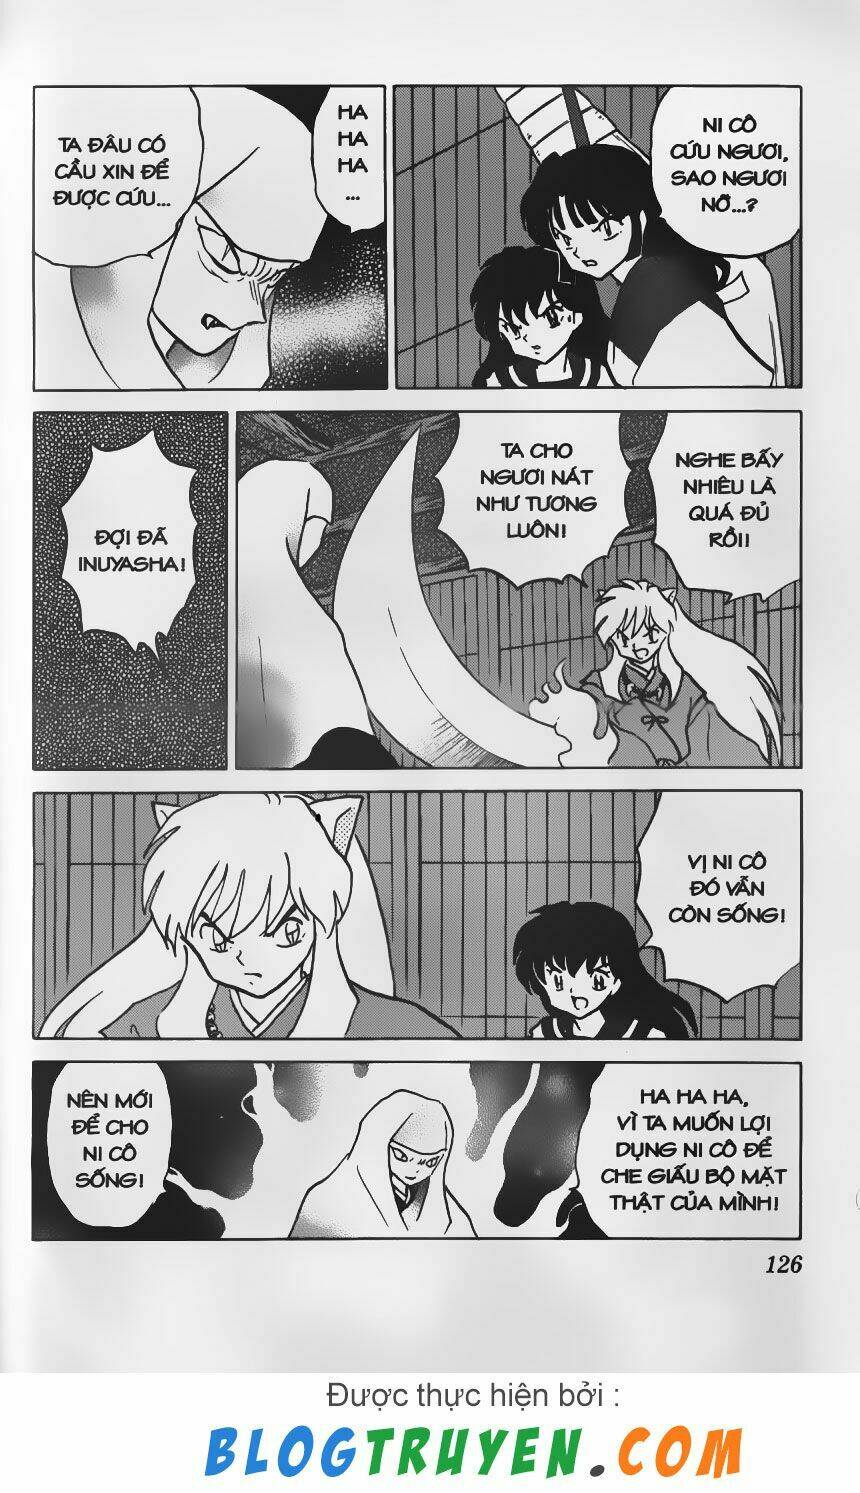 NI CÔ
CỨU NGƯƠI,
SAO NGƯƠI
NỠ...?
HA
HA
HA
...
TA ĐÂU CÓ
CẦU XIN ĐỂ
ĐƯỢC CỨU...
NGHE BẤY
NHIÊU LÀ
QUÁ ĐỦ
RỒI!
TA CHO
NGƯƠI NÁT
NHƯ TƯƠNG
LUÔN!
ĐỢI ĐÃ
INUYASHA!
VỊ NI CÔ
ĐÓ VẪN
CÒN SỐNG!
HA HA HA,
VÌ TA MUỐN LỢI
DỤNG NI CÔ ĐỂ
CHE GIẤU BỘ MẶT
THẬT CỦA MÌNH!
NÊN MỚI
ĐỂ CHO
NI CÔ
SỐNG!
126
Được thực hiện bởi :
BLOGTRUYEN.COM